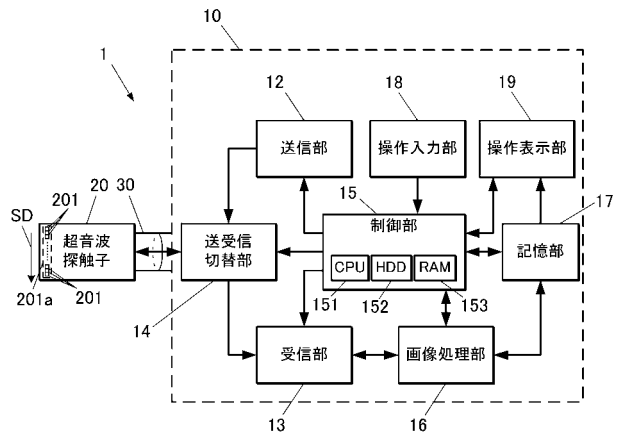 10
1
12
18
19
送信部
操作入力部
操作表示部
15
17
SD
201
20
30
制御部
超音波
探触子
送受信
切替部
CPU
HDD
RAM
記憶部
201a
201
14
151
152
153
受信部
画像処理部
13
16